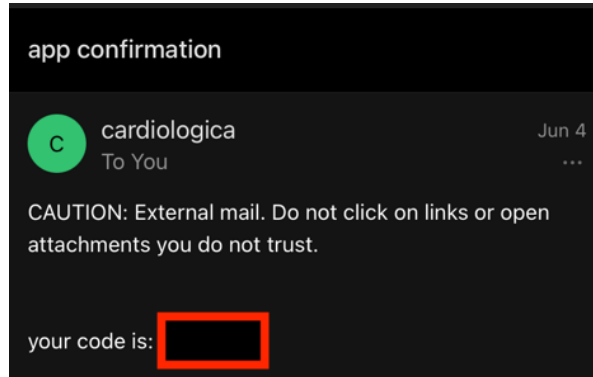 app confirmation
C
cardiologica
Jun 4
To You
...
CAUTION: External mail. Do not click on links or open
attachments you do not trust.
your code is: